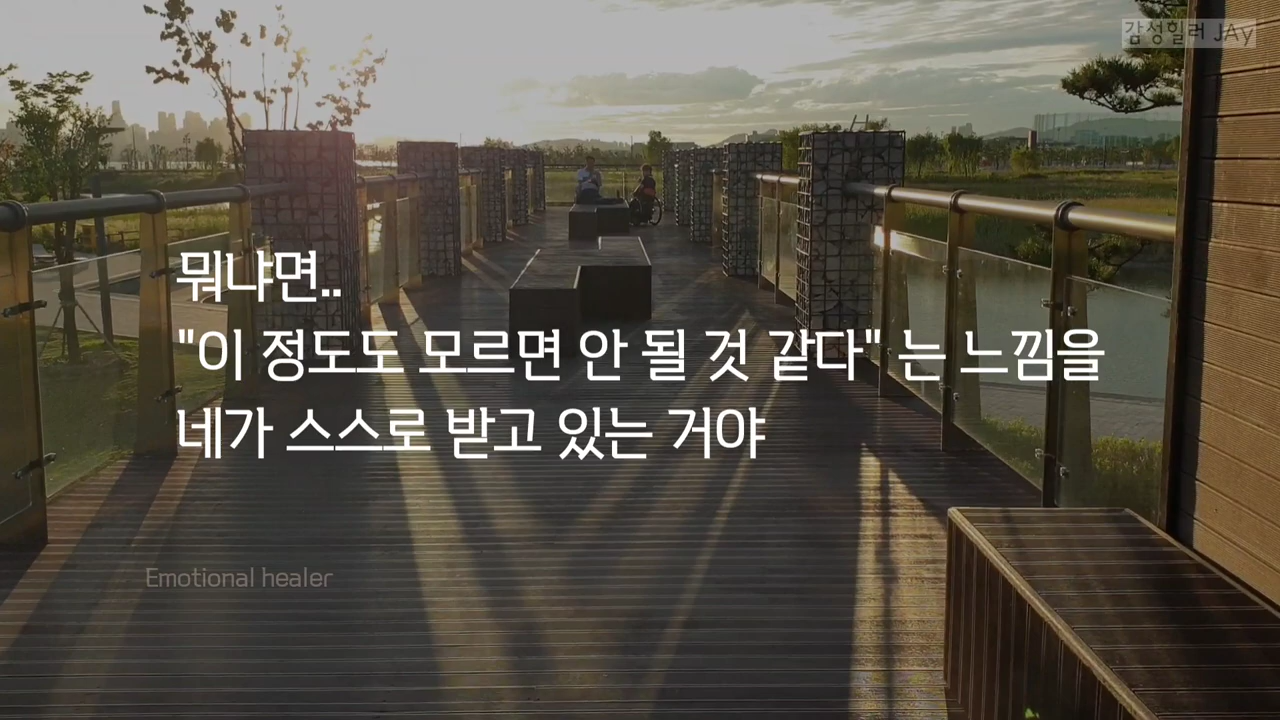 감성힐러 JAy
뭐냐면..
"이 정도도 모르면 안 될 것 같다" 는 느낌을
네가 스스로 받고 있는 거야
Emotional healer